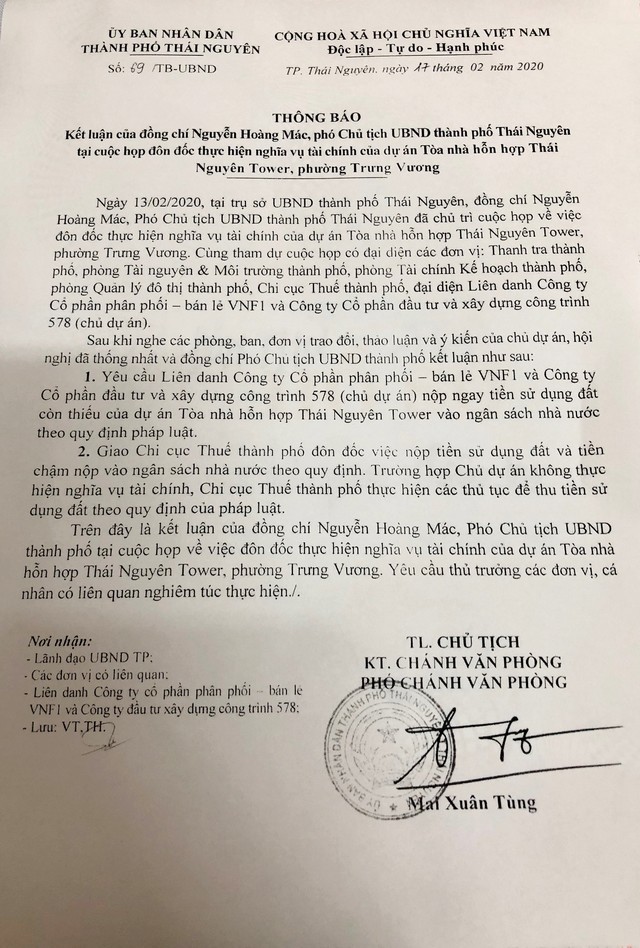 ỦY BAN NHÂN DÂN
THÀNH PHỐ THÁI NGUYÊN
Số: 69 /TB-UBND
CỘNG HOÀ XÃ HỘI CHỦ NGHĨA VIỆT NAM
Độc lập - Tự do - Hạnh phúc
TP. Thái Nguyên, ngày 17 tháng 02 năm 2020
THÔNG BÁO
Kết luận của đồng chí Nguyễn Hoàng Mác, phó Chủ tịch UBND thành phố Thái Nguyên
tại cuộc họp đôn đốc thực hiện nghĩa vụ tài chính của dự án Tòa nhà hỗn hợp Thái
Nguyên Tower, phường Trưng Vương
Ngày 13/02/2020, tại trụ sở UBND thành phố Thái Nguyên, đồng chí Nguyễn
Hoàng Mác, Phó Chủ tịch UBND thành phố Thái Nguyên đã chủ trì cuộc họp về việc
đôn đốc thực hiện nghĩa vụ tài chính của dự án Tòa nhà hỗn hợp Thái Nguyên Tower,
phường Trưng Vương. Cùng tham dự cuộc họp có đại diện các đơn vị: Thanh tra thành
phố, phòng Tài nguyên & Môi trường thành phố, phòng Tài chính Kế hoạch thành phố,
phòng Quản lý đô thị thành phố, Chi cục Thuế thành phố, đại diện Liên danh Công ty
Cổ phần phân phối – bán lẻ VNF1 và Công ty Cổ phần đầu tư và xây dựng công trình
578 (chủ dự án).
Sau khi nghe các phòng, ban, đơn vị trao đổi, thảo luận và ý kiến của chủ dự án, hội
nghị đã thống nhất và đồng chí Phó Chủ tịch UBND thành phố kết luận như sau:
1. Yêu cầu Liên danh Công ty Cổ phần phân phối – bán lẻ VNF1 và Công ty
Cổ phần đầu tư và xây dựng công trình 578 (chủ dự án) nộp ngay tiền sử dụng đất
còn thiếu của dự án Tòa nhà hỗn hợp Thái Nguyên Tower vào ngân sách nhà nước
theo quy định pháp luật.
2. Giao Chi cục Thuế thành phố đôn đốc việc nộp tiền sử dụng đất và tiền
chậm nộp vào ngân sách nhà nước theo quy định. Trường hợp Chủ dự án không thực
hiện nghĩa vụ tài chính, Chi cục Thuế thành phố thực hiện các thủ tục để thu tiền sử
dụng đất theo quy định của pháp luật.
Trên đây là kết luận của đồng chí Nguyễn Hoàng Mác, Phó Chủ tịch UBND
thành phố tại cuộc họp về việc đôn đốc thực hiện nghĩa vụ tài chính của dự án Tòa nhà
hỗn hợp Thái Nguyên Tower, phường Trưng Vương. Yêu cầu thủ trưởng các đơn vị, cá
nhân có liên quan nghiêm túc thực hiện./.
Nơi nhận:
- Lãnh đạo UBND TP;
- Các đơn vị có liên quan;
- Liên danh Công ty cổ phần phân phối – bán lẻ
VNF1 và Công ty đầu tư xây dựng công trình 578;
- Lưu: VT,TH.
TL. CHỦ TỊCH
KT. CHÁNH VĂN PHÒNG
PHÓ CHÁNH VĂN PHÒNG
Mai Xuân Tùng